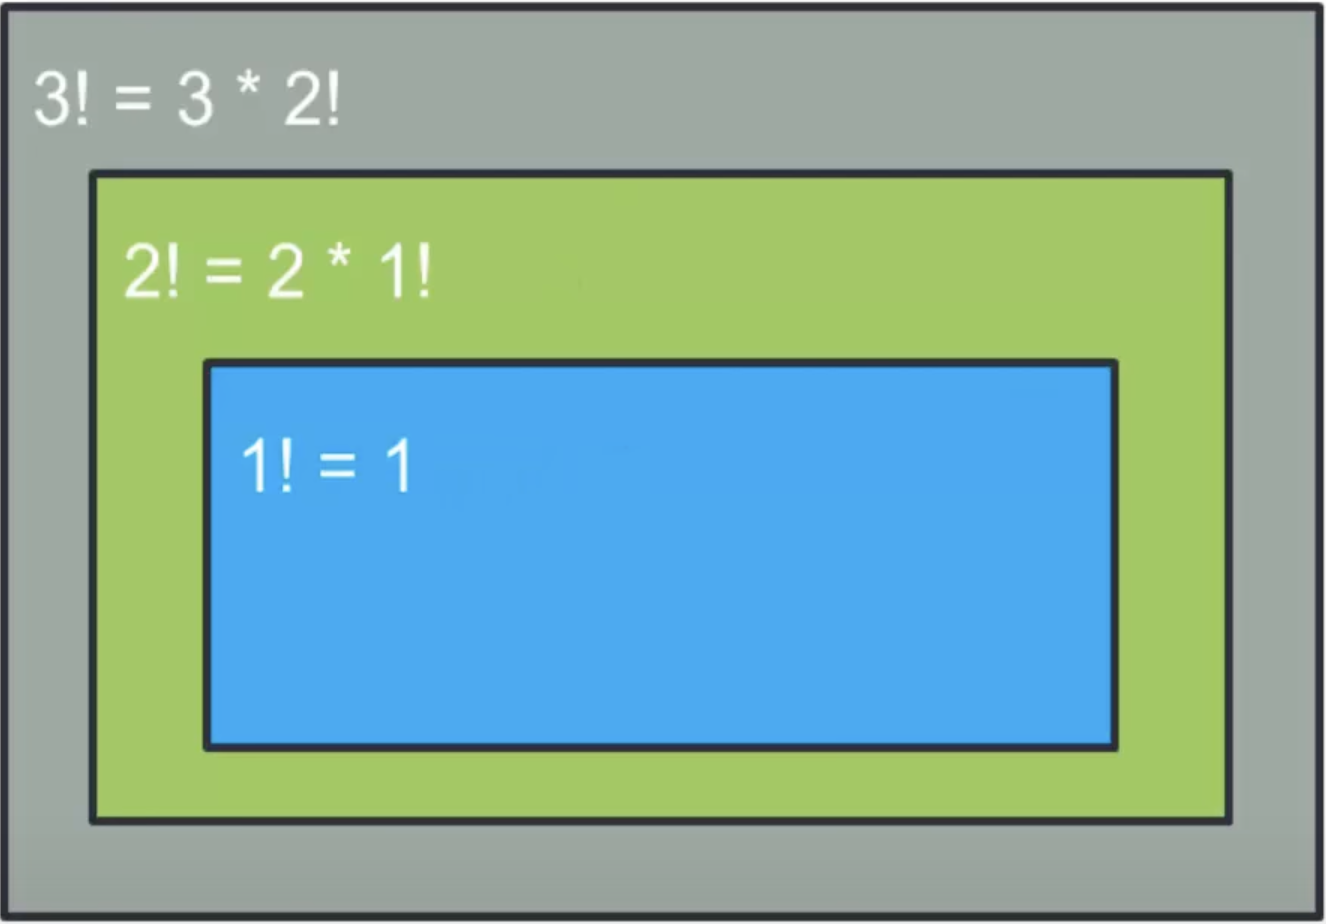 3! = 3 * 2!
2! = 2 * 1!
1! = 1